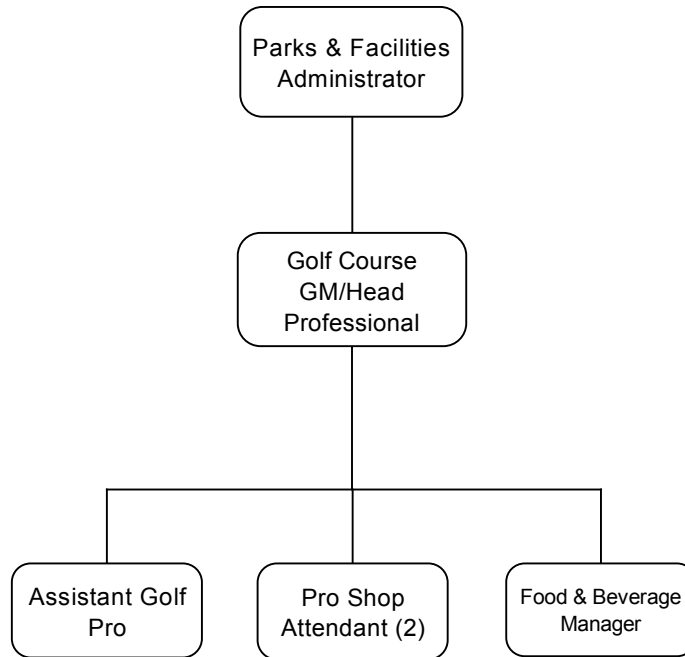 Parks & Facilities
Administrator
Golf Course
GM/Head
Professional
Assistant Golf
Pro
Pro Shop
Attendant (2)
Food & Beverage
Manager